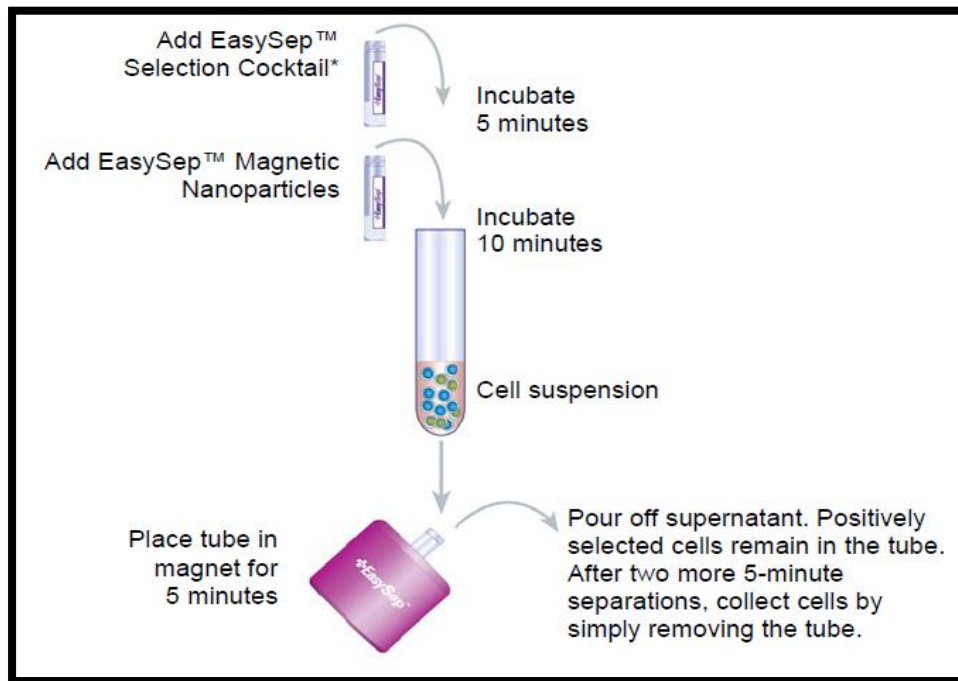 Add EasySep™
Selection Cocktail*
Incubate
5 minutes
Add EasySep™ Magnetic
Nanoparticles
Incubate
10 minutes
Cell suspension
Place tube in
magnet for
5 minutes
EasySep™
Pour off supernatant. Positively
selected cells remain in the tube.
After two more 5-minute
separations, collect cells by
simply removing the tube.